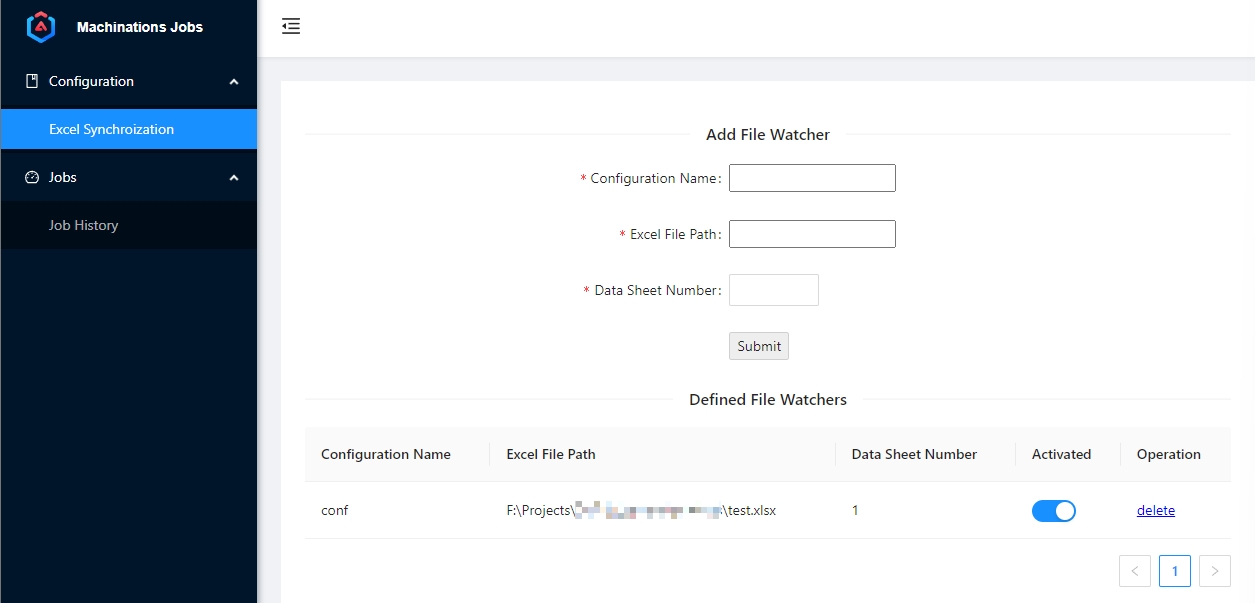 Machinations Jobs
Configuration
Excel Synchroization
Jobs
Job History
Add File Watcher
* Configuration Name:
* Excel File Path:
* Data Sheet Number:
Submit
Defined File Watchers
Configuration Name Excel File Path Data Sheet Number Activated Operation
conf F:\Projects\ \test.xlsx 1 delete
< 1 >